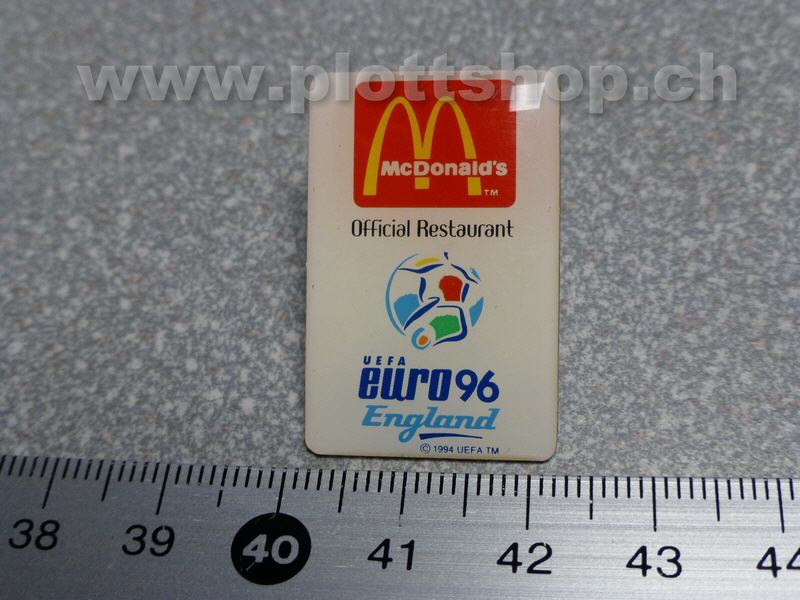 www.plottshop.ch
McDonald's
TM
Official Restaurant
UEFA
euro96
England
© 1994 UEFA TM
38 39 40 41 42 43 44